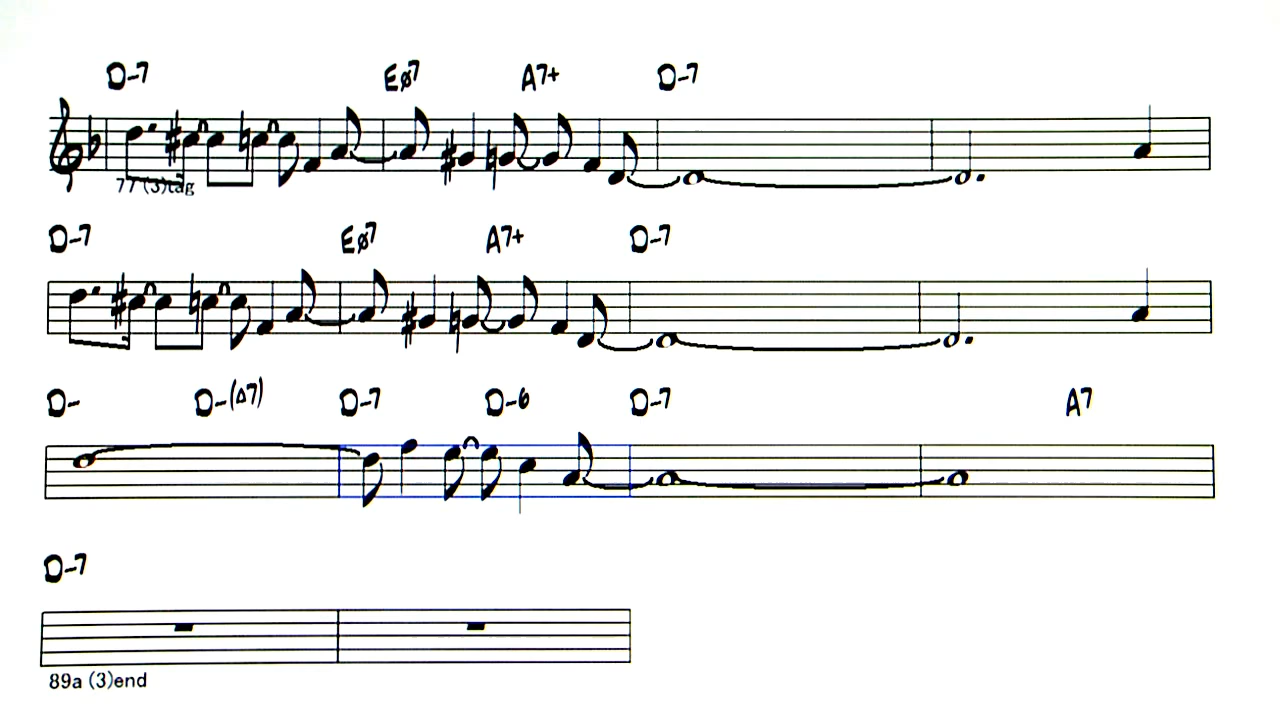 D-7 Eø7 A7+ D-7
77 (3)tag
D-7 Eø7 A7+ D-7
D- D-(Δ7) D-7 D-6 D-7 A7
D-7
89a (3)end